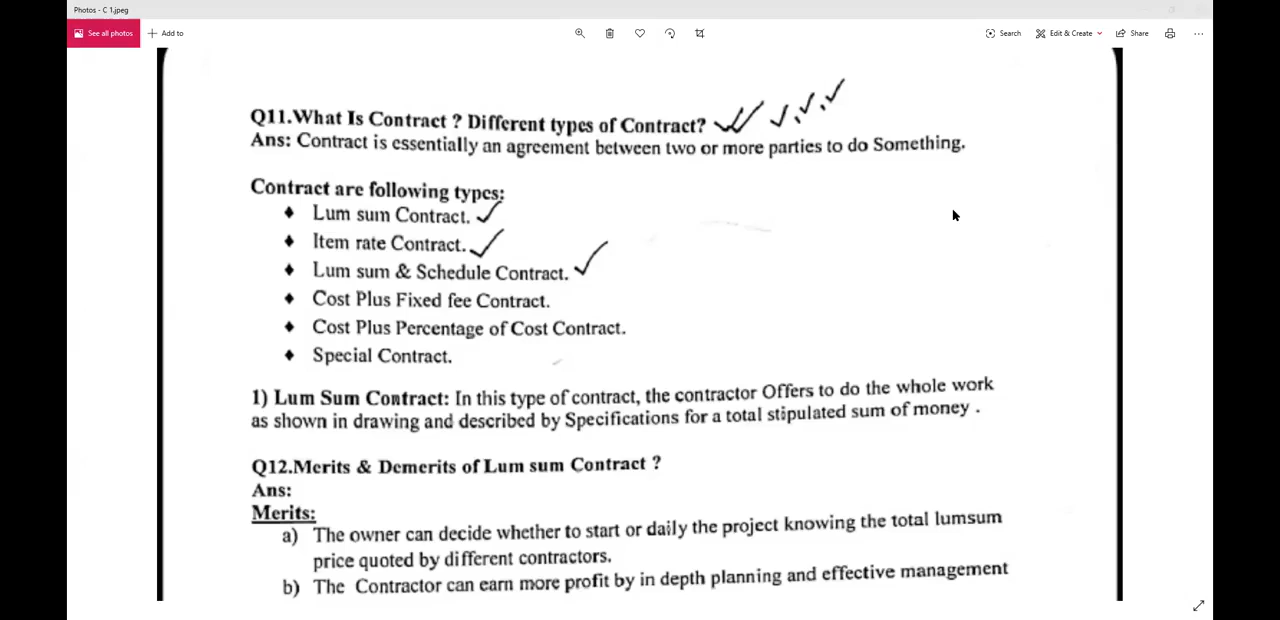 Photos - C 1.jpeg
See all photos
Add to
Search
Edit & Create
Share
Q11.What Is Contract ? Different types of Contract?
Ans: Contract is essentially an agreement between two or more parties to do Something.
Contract are following types:
♦ Lum sum Contract.
♦ Item rate Contract.
♦ Lum sum & Schedule Contract.
♦ Cost Plus Fixed fee Contract.
♦ Cost Plus Percentage of Cost Contract.
♦ Special Contract.
1) Lum Sum Contract: In this type of contract, the contractor Offers to do the whole work
as shown in drawing and described by Specifications for a total stipulated sum of money .
Q12.Merits & Demerits of Lum sum Contract ?
Ans:
Merits:
a) The owner can decide whether to start or daily the project knowing the total lumsum
price quoted by different contractors.
b) The Contractor can earn more profit by in depth planning and effective management